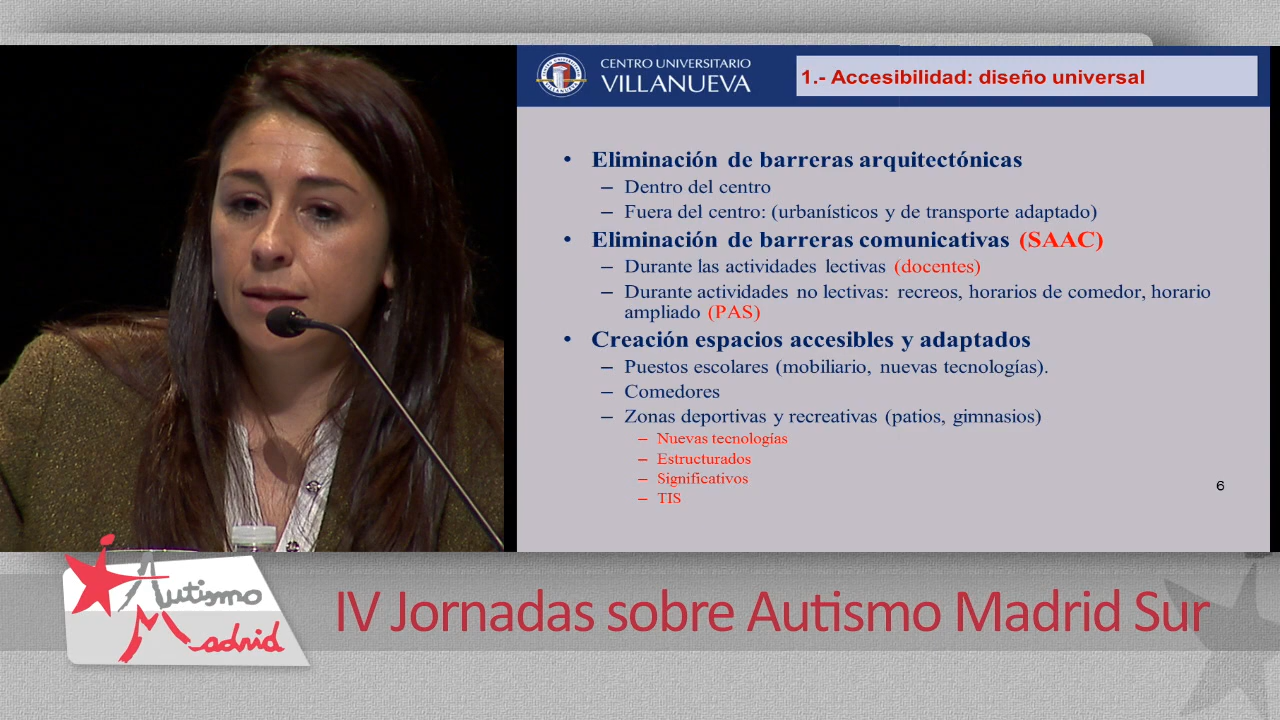 CENTRO UNIVERSITARIO
VILLANUEVA
1.- Accesibilidad: diseño universal
• Eliminación de barreras arquitectónicas
– Dentro del centro
– Fuera del centro: (urbanísticos y de transporte adaptado)
• Eliminación de barreras comunicativas (SAAC)
– Durante las actividades lectivas (docentes)
– Durante actividades no lectivas: recreos, horarios de comedor, horario
ampliado (PAS)
• Creación espacios accesibles y adaptados
– Puestos escolares (mobiliario, nuevas tecnologías).
– Comedores
– Zonas deportivas y recreativas (patios, gimnasios)
– Nuevas tecnologías
– Estructurados
– Significativos
– TIS
6
Autismo
Madrid
IV Jornadas sobre Autismo Madrid Sur